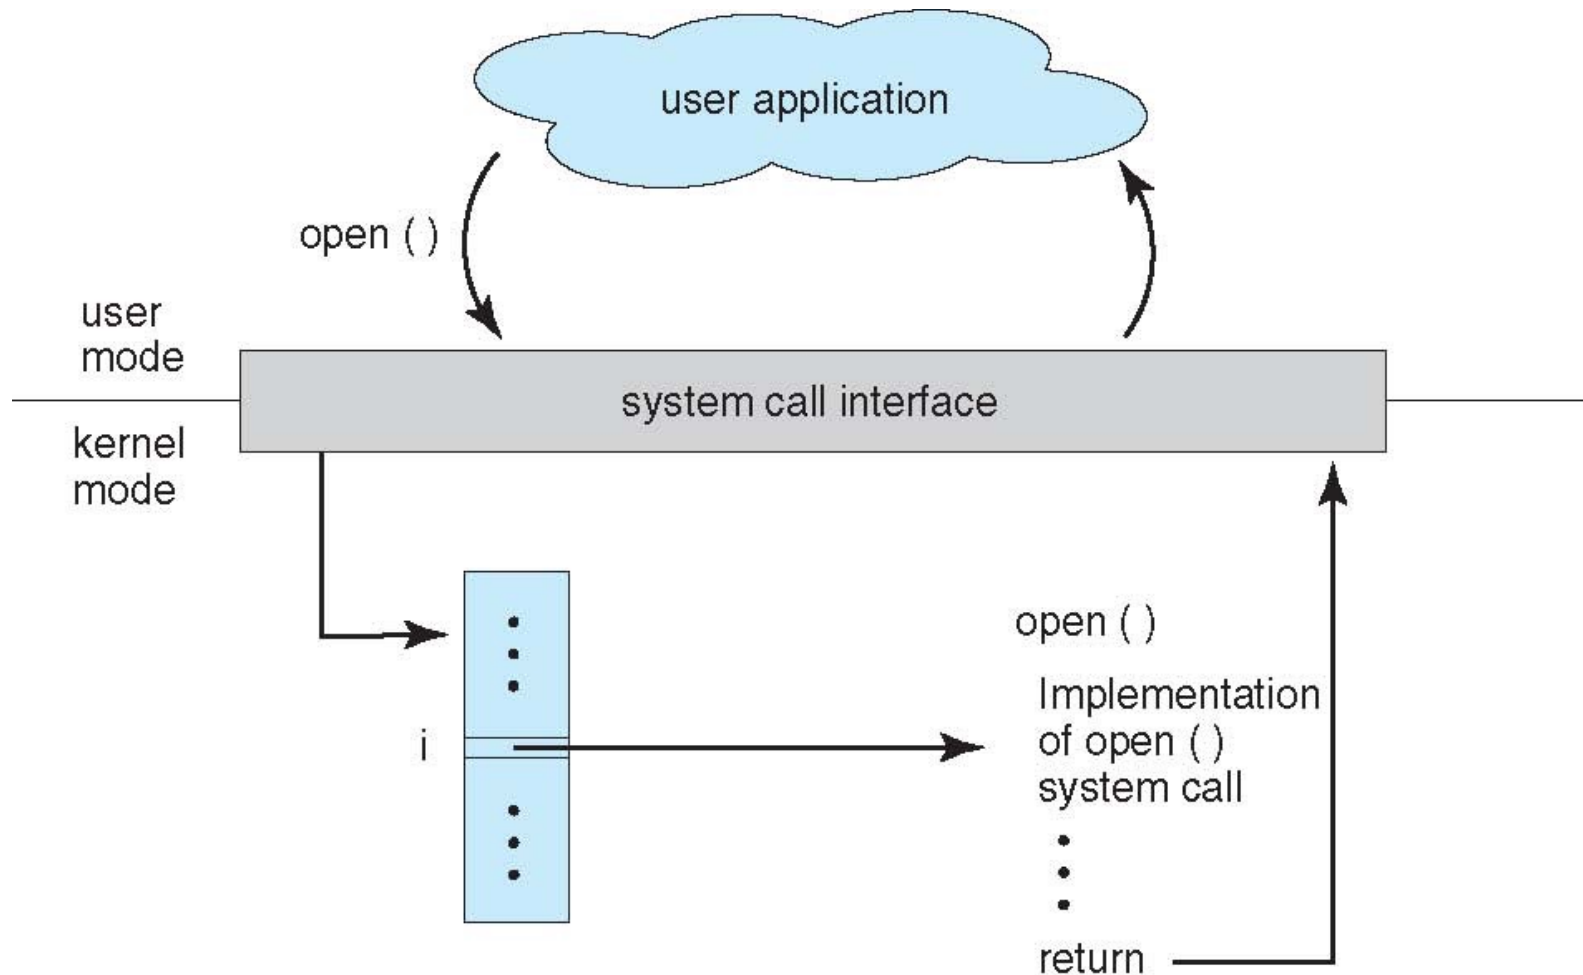 user application
open ( )
user
mode
system call interface
kernel
mode
open ( )
Implementation
i
of open ( )
system call
return